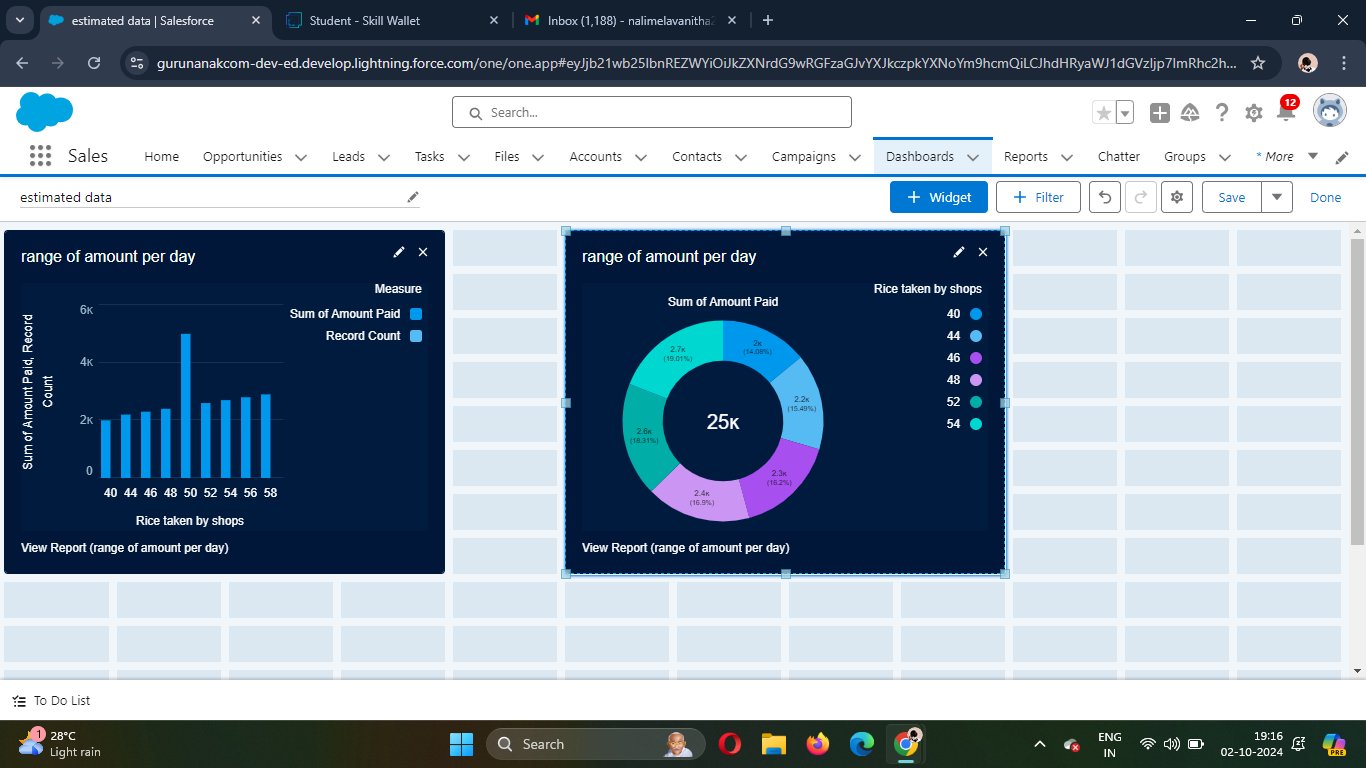 estimated data | Salesforce
Student - Skill Wallet
Inbox (1,188) - nalimelavanitha2
gurunanakcom-dev-ed.develop.lightning.force.com/one/one.app#eyJjb21wb25lbnREZWYiOiJkZXNrdG9wRGFzaGJvYXJkczpkYXNoYm9hcmQiLCJhdHRyaWJ1dGVzIjp7ImRhc2h...
Search...
12
Sales
Home Opportunities Leads Tasks Files Accounts Contacts Campaigns Dashboards Reports Chatter Groups * More
estimated data
+ Widget
+ Filter
Save
Done
range of amount per day
Measure
Sum of Amount Paid
Record Count
Sum of Amount Paid, Record
Count
6K
4K
2K
0
40 44 46 48 50 52 54 56 58
Rice taken by shops
View Report (range of amount per day)
range of amount per day
Sum of Amount Paid
Rice taken by shops
40
44
46
48
52
54
2K
(14.08%)
2.2K
(15.49%)
2.3K
(16.2%)
2.4K
(16.9%)
2.6K
(18.31%)
2.7K
(19.01%)
25K
View Report (range of amount per day)
To Do List
1
28°C
Light rain
Search
ENG
IN
19:16
02-10-2024
PRE